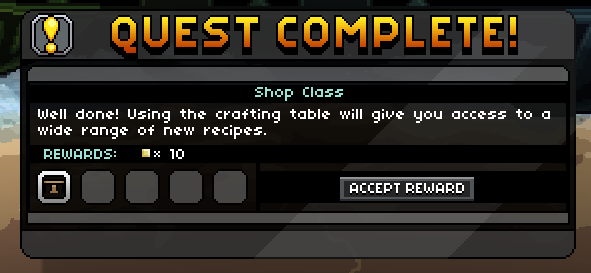 QUEST COMPLETE!
Shop Class
Well done! Using the crafting table will give you access to a
wide range of new recipes.
REWARDS: x 10
ACCEPT REWARD